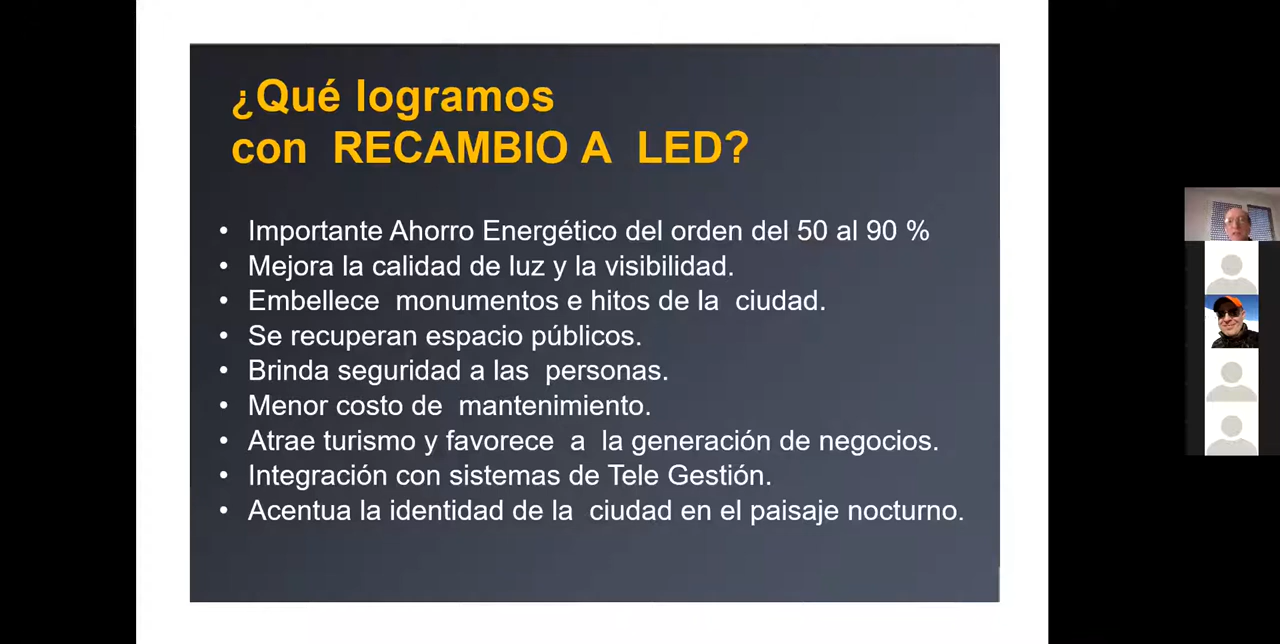 ¿Qué logramos
con RECAMBIO A LED?
• Importante Ahorro Energético del orden del 50 al 90 %
• Mejora la calidad de luz y la visibilidad.
• Embellece monumentos e hitos de la ciudad.
• Se recuperan espacio públicos.
• Brinda seguridad a las personas.
• Menor costo de mantenimiento.
• Atrae turismo y favorece a la generación de negocios.
• Integración con sistemas de Tele Gestión.
• Acentua la identidad de la ciudad en el paisaje nocturno.